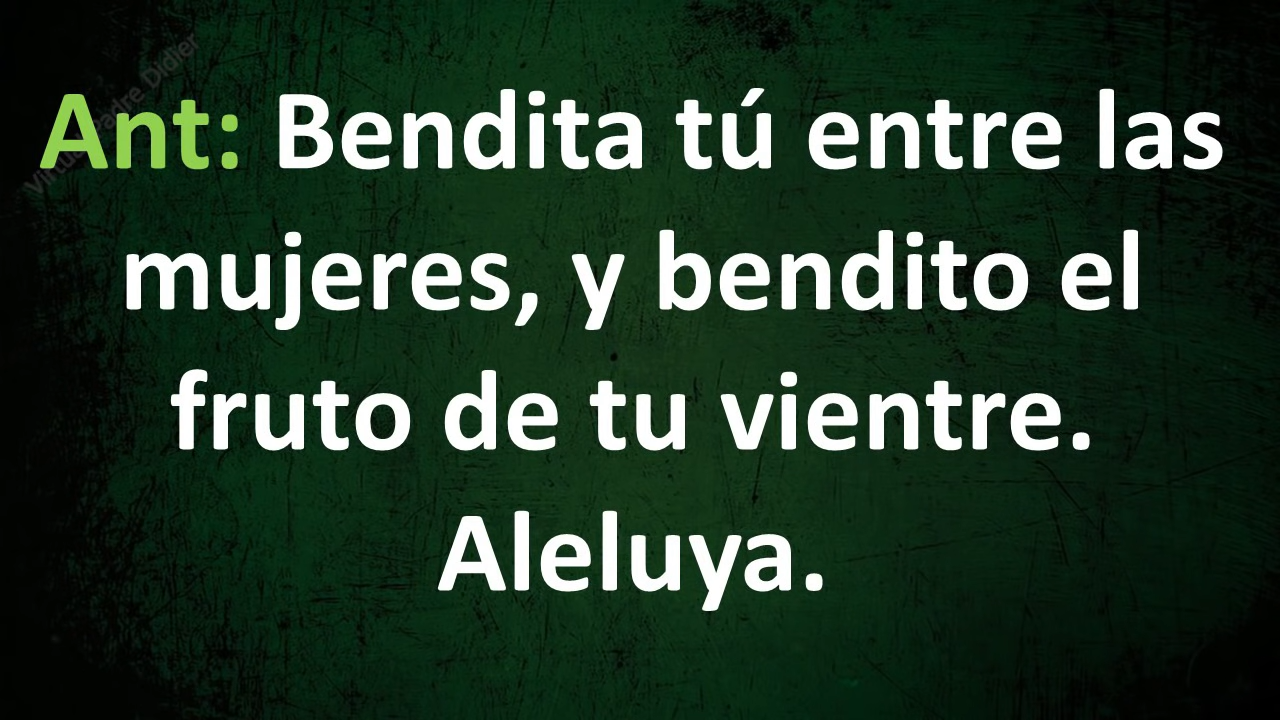 Ant: Bendita tú entre las
mujeres, y bendito el
fruto de tu vientre.
Aleluya.